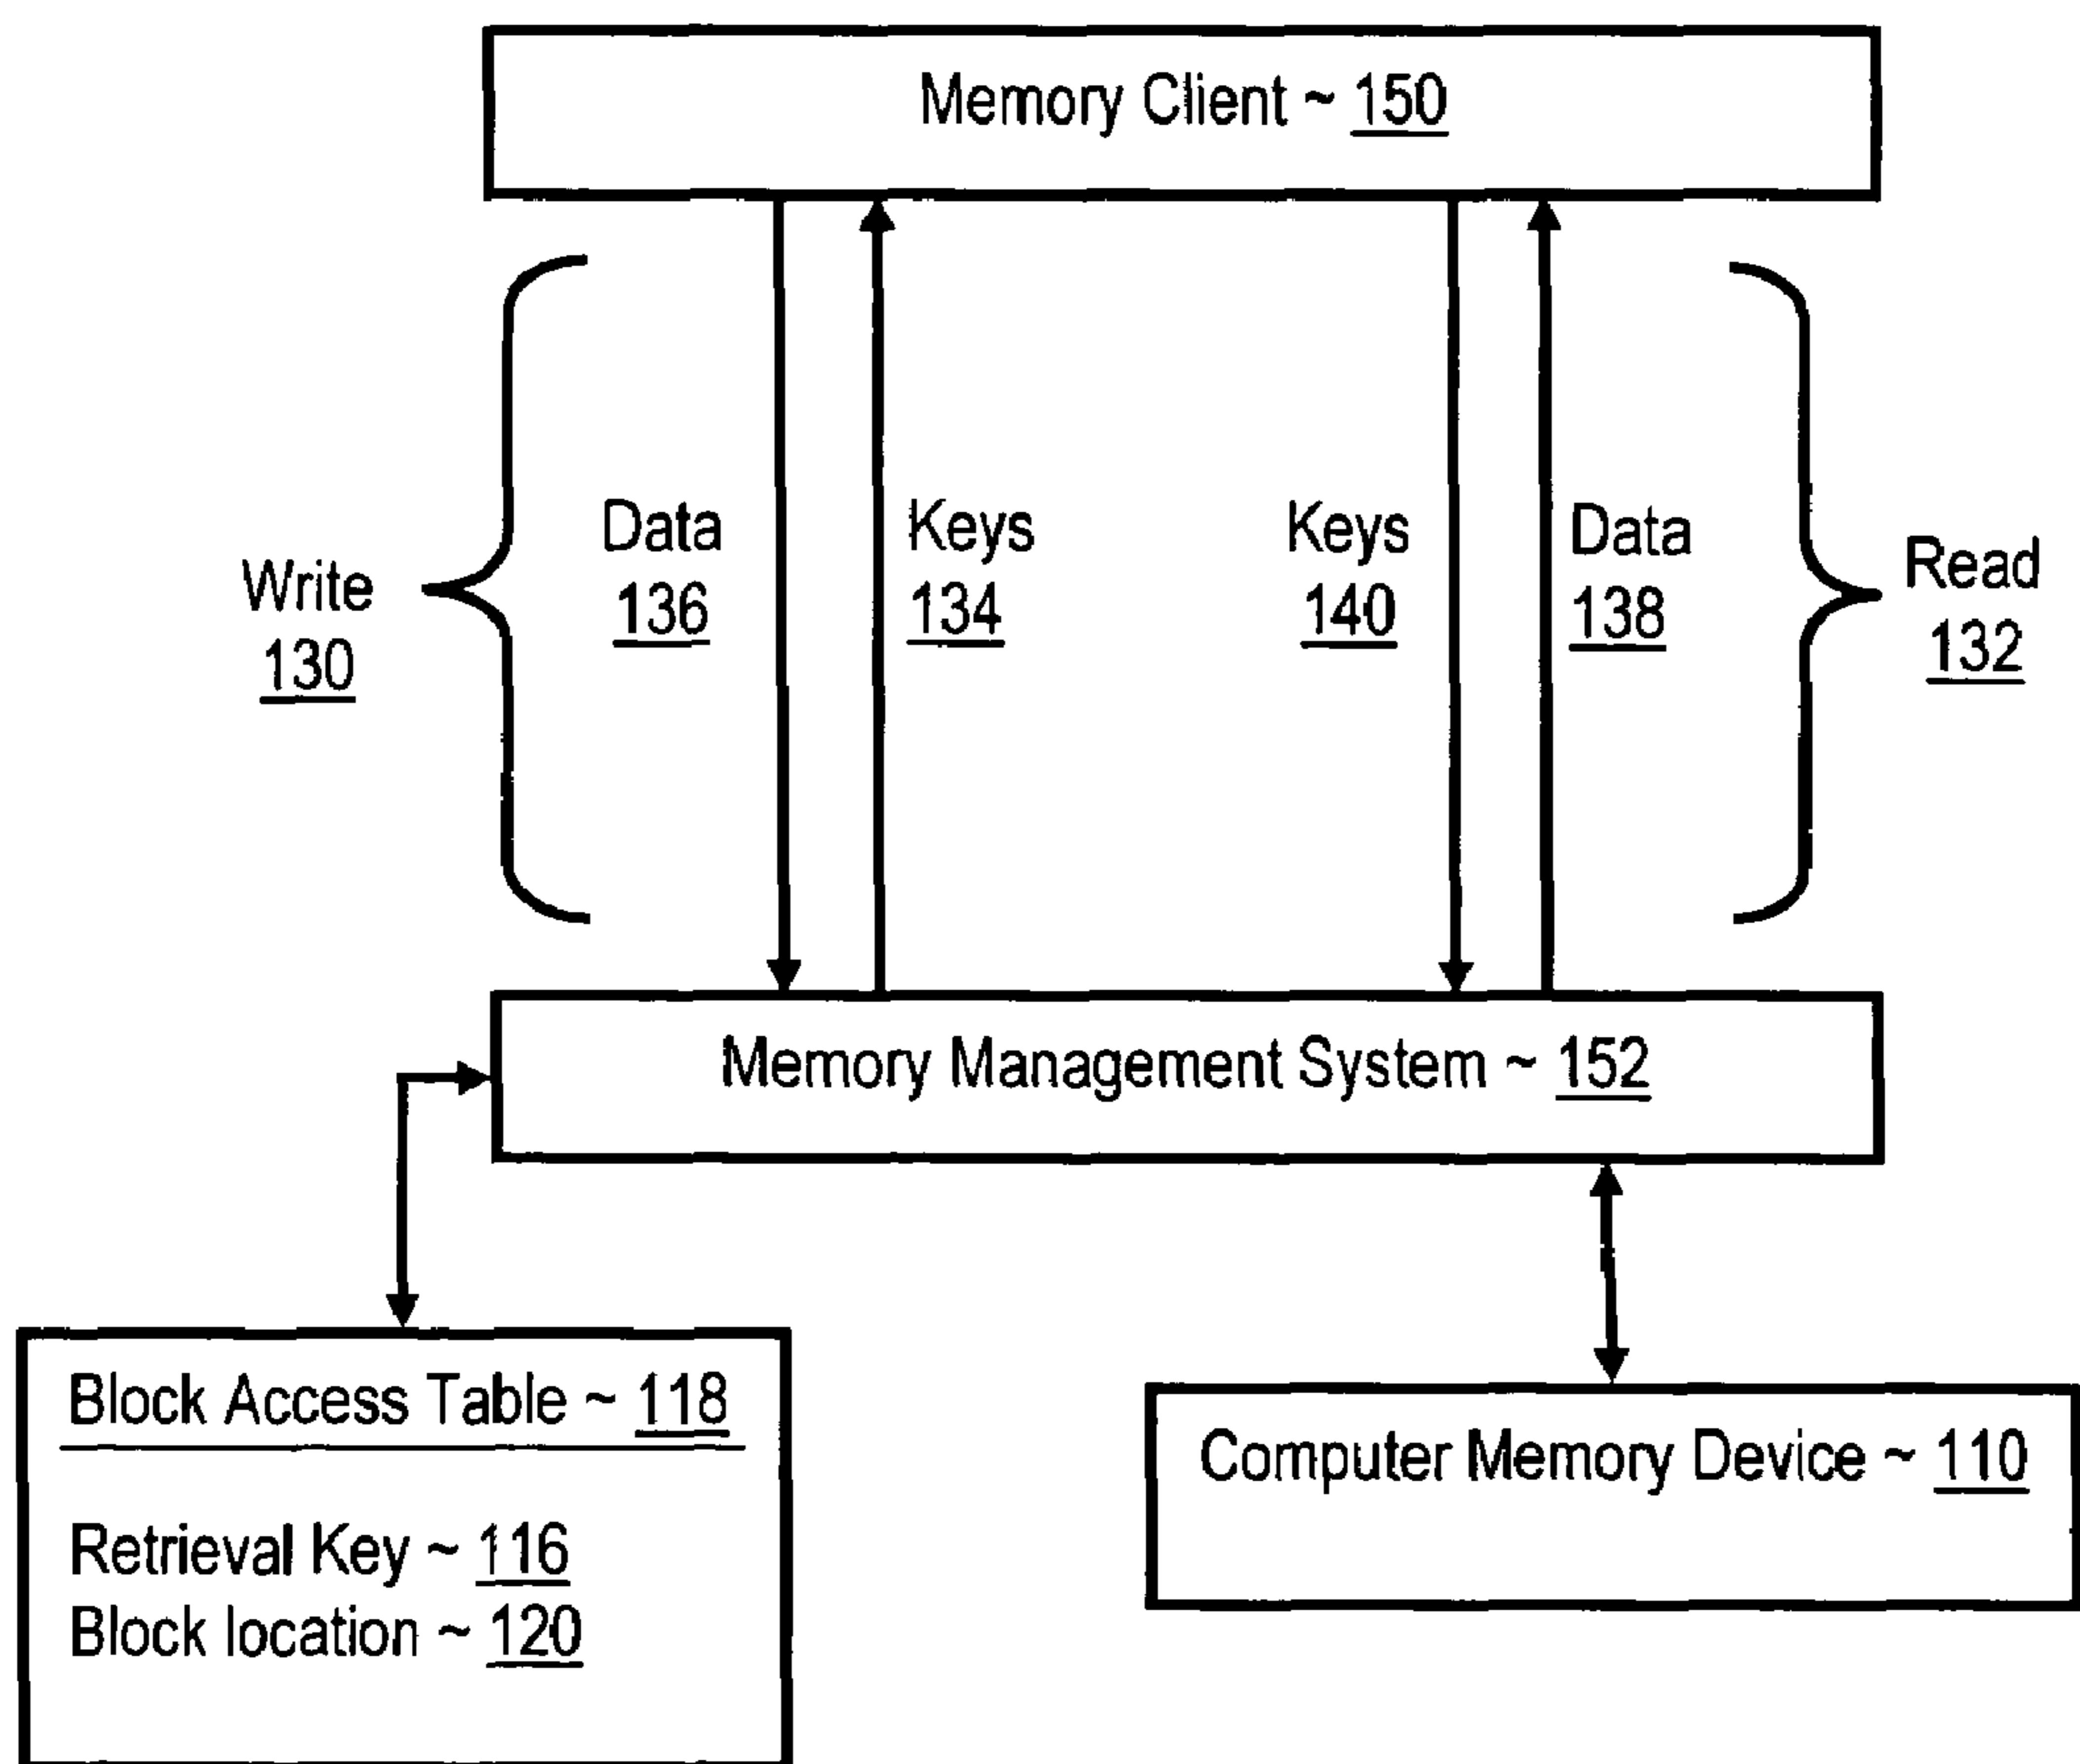 Memory Client ~ 150
Write
130
Data
136
Keys
134
Keys
140
Data
138
Read
132
Memory Management System ~ 152
Block Access Table ~ 118
Retrieval Key ~ 116
Block location ~ 120
Computer Memory Device ~ 110